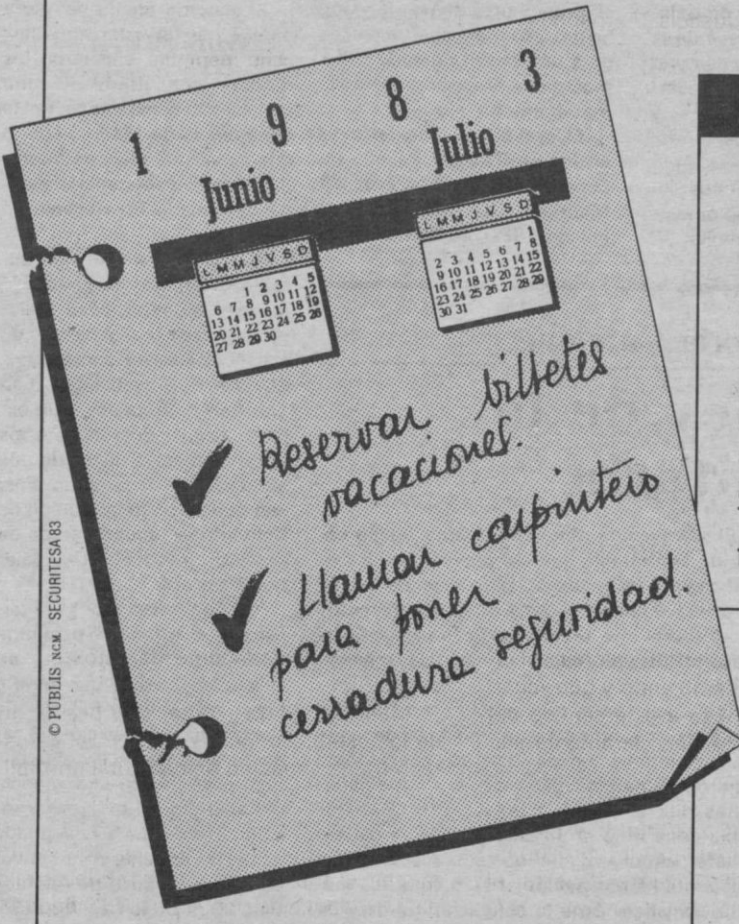 1 9 8 3
Junio Julio
L M M J V S D
1 2 3 4 5
6 7 8 9 10 11 12
13 14 15 16 17 18 19
20 21 22 23 24 25 26
27 28 29 30
L M M J V S D
1
2 3 4 5 6 7 8
9 10 11 12 13 14 15
16 17 18 19 20 21 22
23 24 25 26 27 28 29
30 31
Reservar billetes
vacaciones.
Llamar carpintero
para poner
cerradura seguridad.
© PUBLIS NCM SECURITESA 83